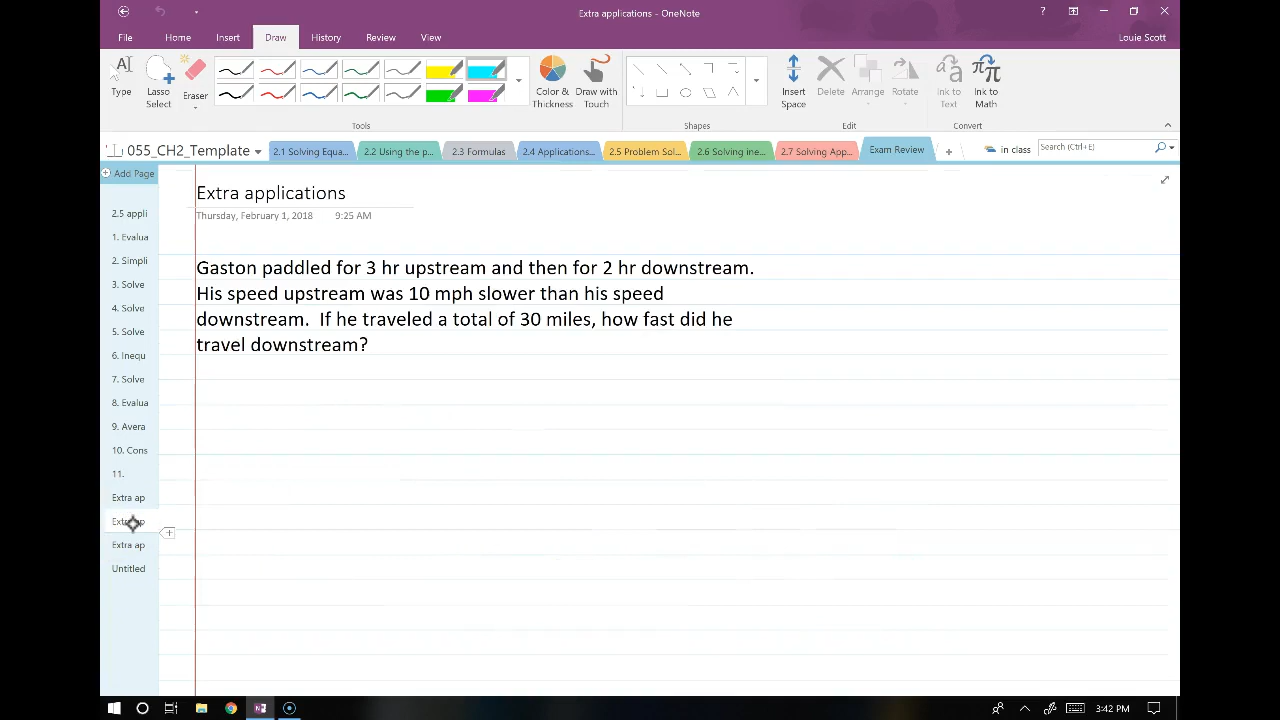 Extra applications - OneNote
?
File
Home
Insert
Draw
History
Review
View
Louie Scott
Type
Lasso
Select
Eraser
Color &
Thickness
Draw with
Touch
Insert
Space
Delete
Arrange
Rotate
Ink to
Text
Ink to
Math
Tools
Shapes
Edit
Convert
055_CH2_Template
2.1 Solving Equa...
2.2 Using the p...
2.3 Formulas
2.4 Applications...
2.5 Problem Sol...
2.6 Solving ine...
2.7 Solving App...
Exam Review
in class
Search (Ctrl+E)
Add Page
2.5 appli
1. Evalua
2. Simpli
3. Solve
4. Solve
5. Solve
6. Inequ
7. Solve
8. Evalua
9. Avera
10. Cons
11.
Extra ap
Extra ap
Extra ap
Untitled
Extra applications
Thursday, February 1, 2018 9:25 AM
Gaston paddled for 3 hr upstream and then for 2 hr downstream.
His speed upstream was 10 mph slower than his speed
downstream. If he traveled a total of 30 miles, how fast did he
travel downstream?
3:42 PM